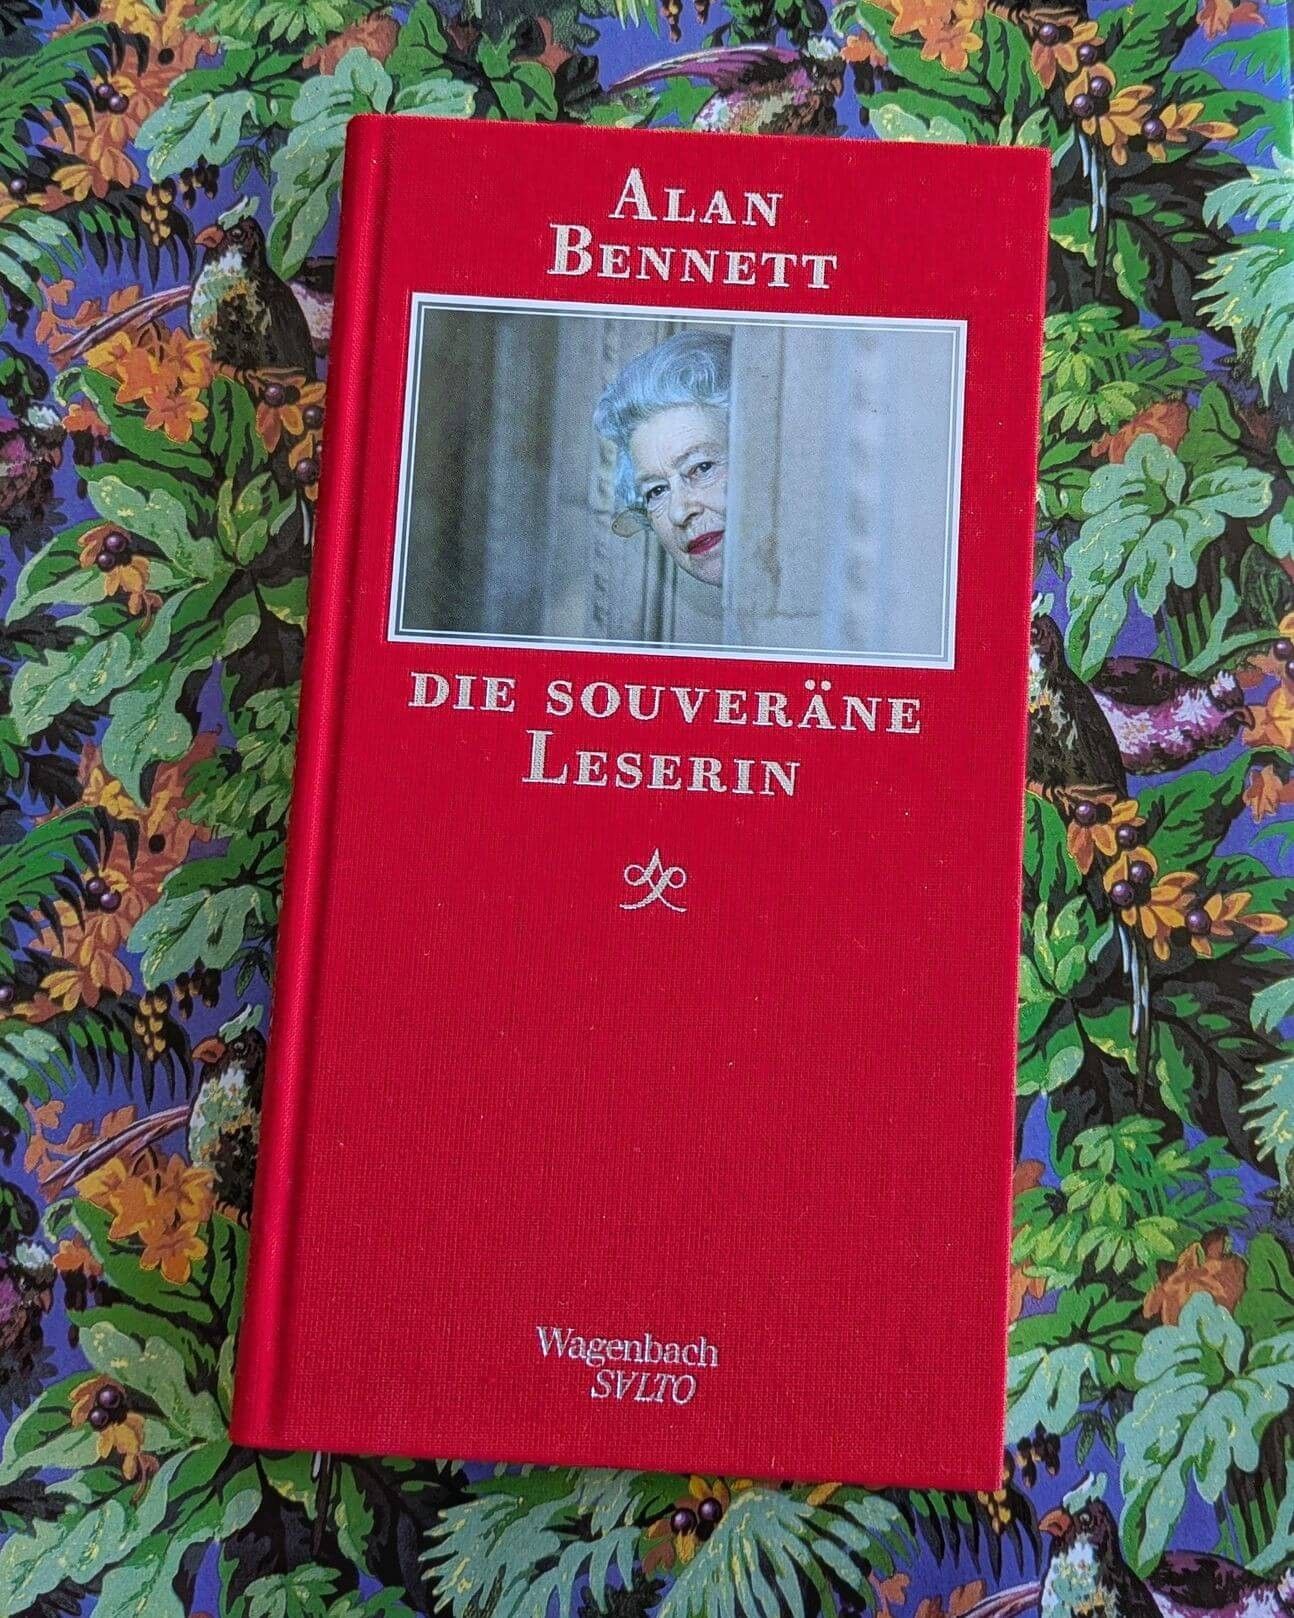 ALAN
BENNETT
DIE SOUVERÄNE
LESERIN
Wagenbach
SALTO